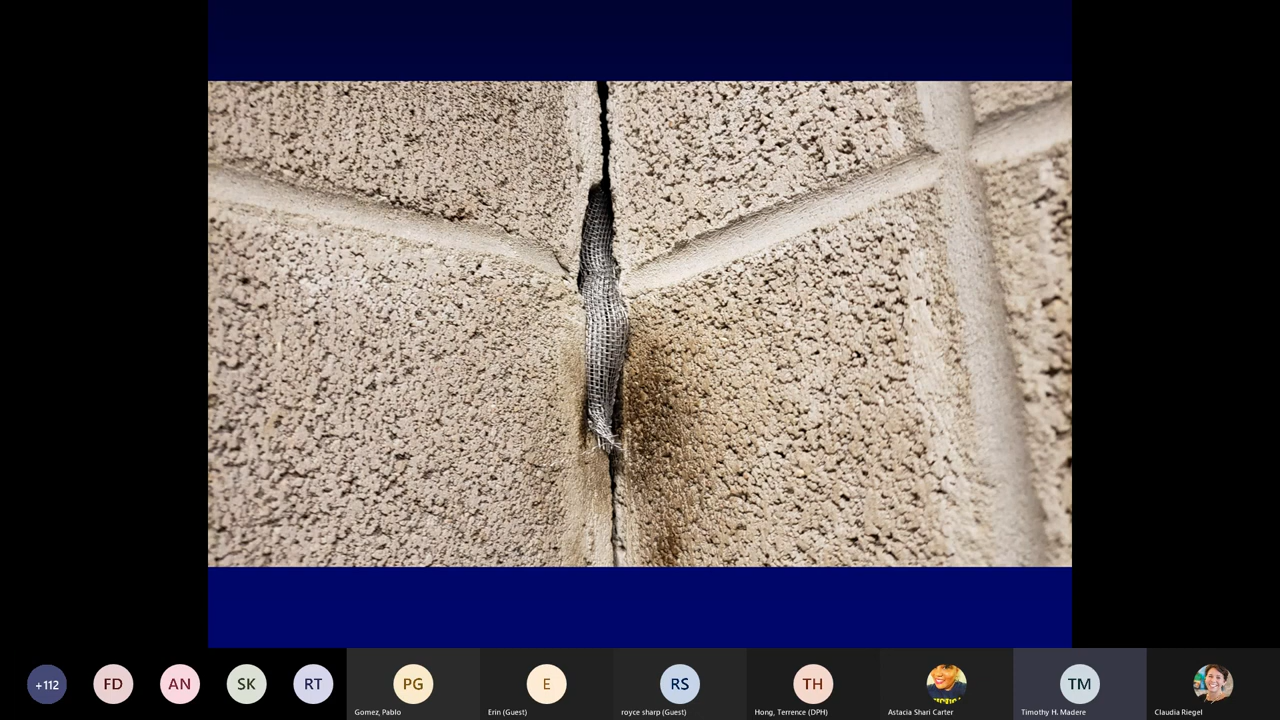 +112
FD
AN
SK
RT
PG
E
RS
TH
TM
Gomez, Pablo
Erin (Guest)
royce sharp (Guest)
Hong, Terrence (DPH)
Astacia Shari Carter
Timothy H. Madere
Claudia Riegel